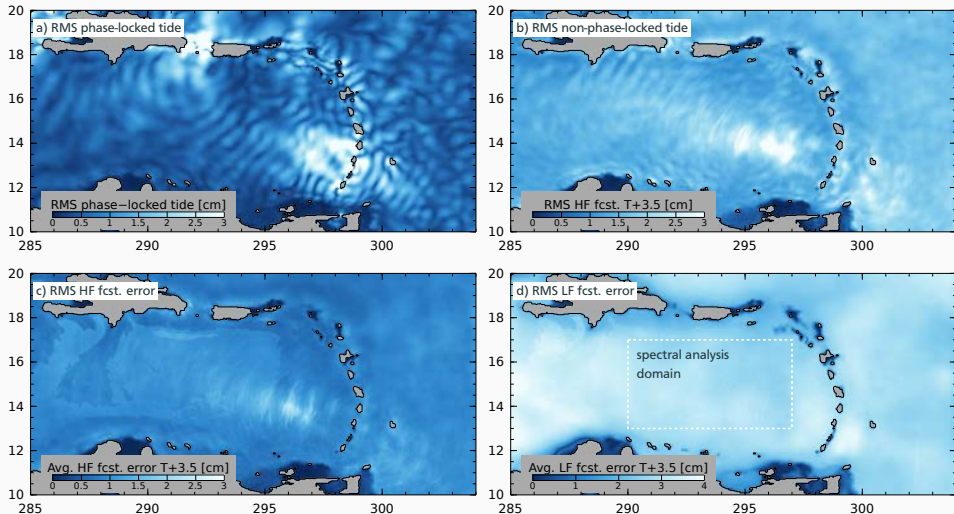 20
a) RMS phase-locked tide
18
16
14
12
RMS phase−locked tide [cm]
0 0.5 1 1.5 2 2.5 3
10
285 290 295 300
20
b) RMS non-phase-locked tide
18
16
14
12
RMS HF fcst. T+3.5 [cm]
0 0.5 1 1.5 2 2.5 3
10
285 290 295 300
20
c) RMS HF fcst. error
18
16
14
12
Avg. HF fcst. error T+3.5 [cm]
0 0.5 1 1.5 2 2.5 3
10
285 290 295 300
20
d) RMS LF fcst. error
18
16
spectral analysis
domain
14
12
Avg. LF fcst. error T+3.5 [cm]
0 1 2 3 4
10
285 290 295 300